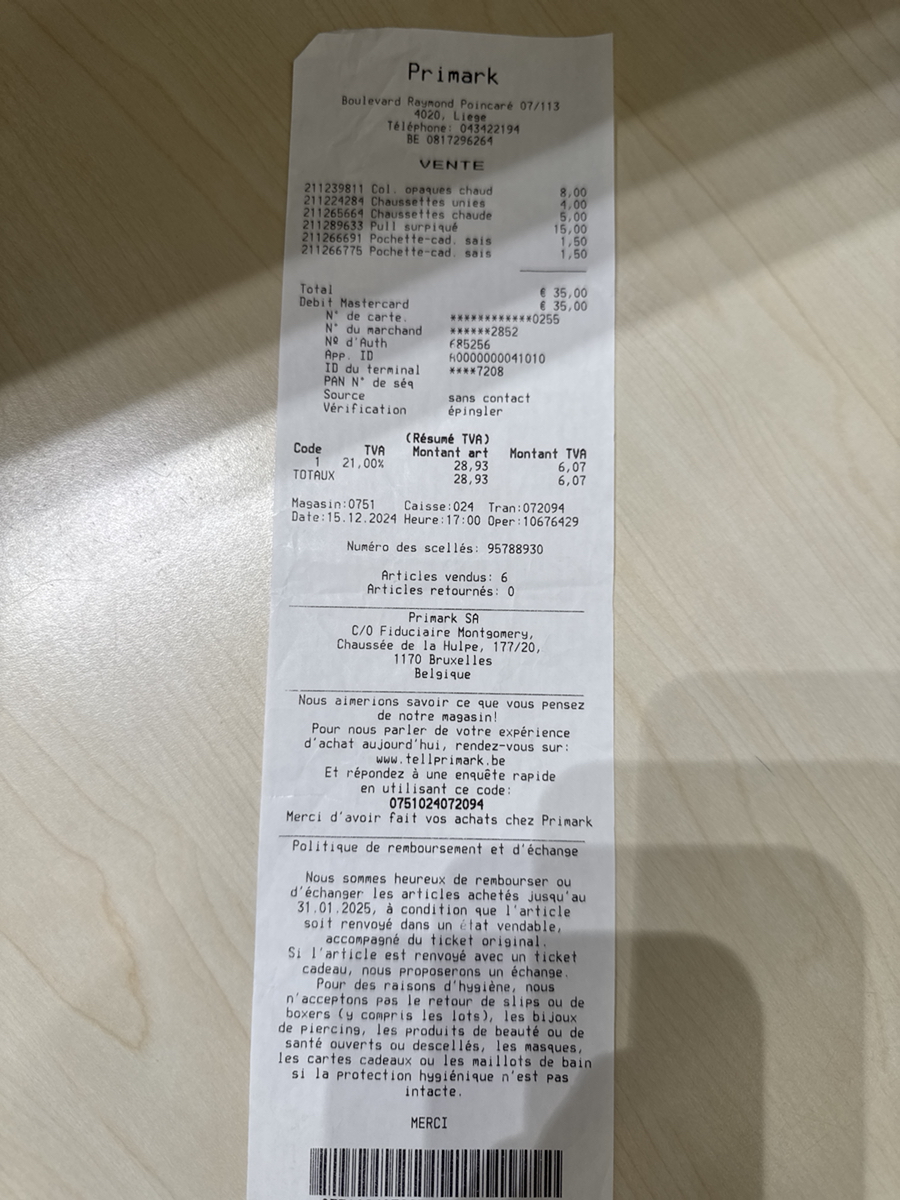 Primark
Boulevard Raymond Poincaré 07/113
4020, Liege
Téléphone: 043422194
BE 0817296264
VENTE
211239811 Col. opaques chaud 8,00
211224284 Chaussettes unies 4,00
211265664 Chaussettes chaude 5,00
211289633 Pull surpiqué 15,00
211266691 Pochette-cad. sais 1,50
211266775 Pochette-cad. sais 1,50
Total € 35,00
Debit Mastercard € 35,00
N° de carte. ************0255
N° du marchand ******2852
Nº d'Auth F85256
App. ID A0000000041010
ID du terminal ****7208
PAN N° de séq
Source sans contact
Vérification épingler
(Résumé TVA)
Code TVA Montant art Montant TVA
1 21,00% 28,93 6,07
TOTAUX 28,93 6,07
Magasin:0751 Caisse:024 Tran:072094
Date:15.12.2024 Heure:17:00 Oper:10676429
Numéro des scellés: 95788930
Articles vendus: 6
Articles retournés: 0
Primark SA
C/O Fiduciaire Montgomery,
Chaussée de la Hulpe, 177/20,
1170 Bruxelles
Belgique
Nous aimerions savoir ce que vous pensez
de notre magasin!
Pour nous parler de votre expérience
d'achat aujourd'hui, rendez-vous sur:
www.tellprimark.be
Et répondez à une enquête rapide
en utilisant ce code:
0751024072094
Merci d'avoir fait vos achats chez Primark
Politique de remboursement et d'échange
Nous sommes heureux de rembourser ou
d'échanger les articles achetés jusqu'au
31.01.2025, à condition que l'article
soit renvoyé dans un état vendable,
accompagné du ticket original.
Si l'article est renvoyé avec un ticket
cadeau, nous proposerons un échange.
Pour des raisons d'hygiène, nous
n'acceptons pas le retour de slips ou de
boxers (y compris les lots), les bijoux
de piercing, les produits de beauté ou de
santé ouverts ou descellés, les masques,
les cartes cadeaux ou les maillots de bain
si la protection hygiénique n'est pas
intacte.
MERCI